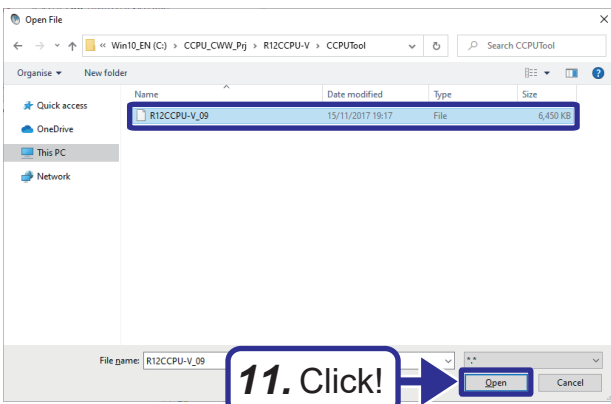 Open File
« Win10_EN (C:) › CCPU_CWW_Prj › R12CCPU-V › CCPUTool
Search CCPUTool
Organise
New folder
Name
Date modified
Type
Size
Quick access
R12CCPU-V_09
15/11/2017 19:17
File
6,450 KB
OneDrive
This PC
Network
File name:
R12CCPU-V_09
*.*
11. Click!
Open
Cancel